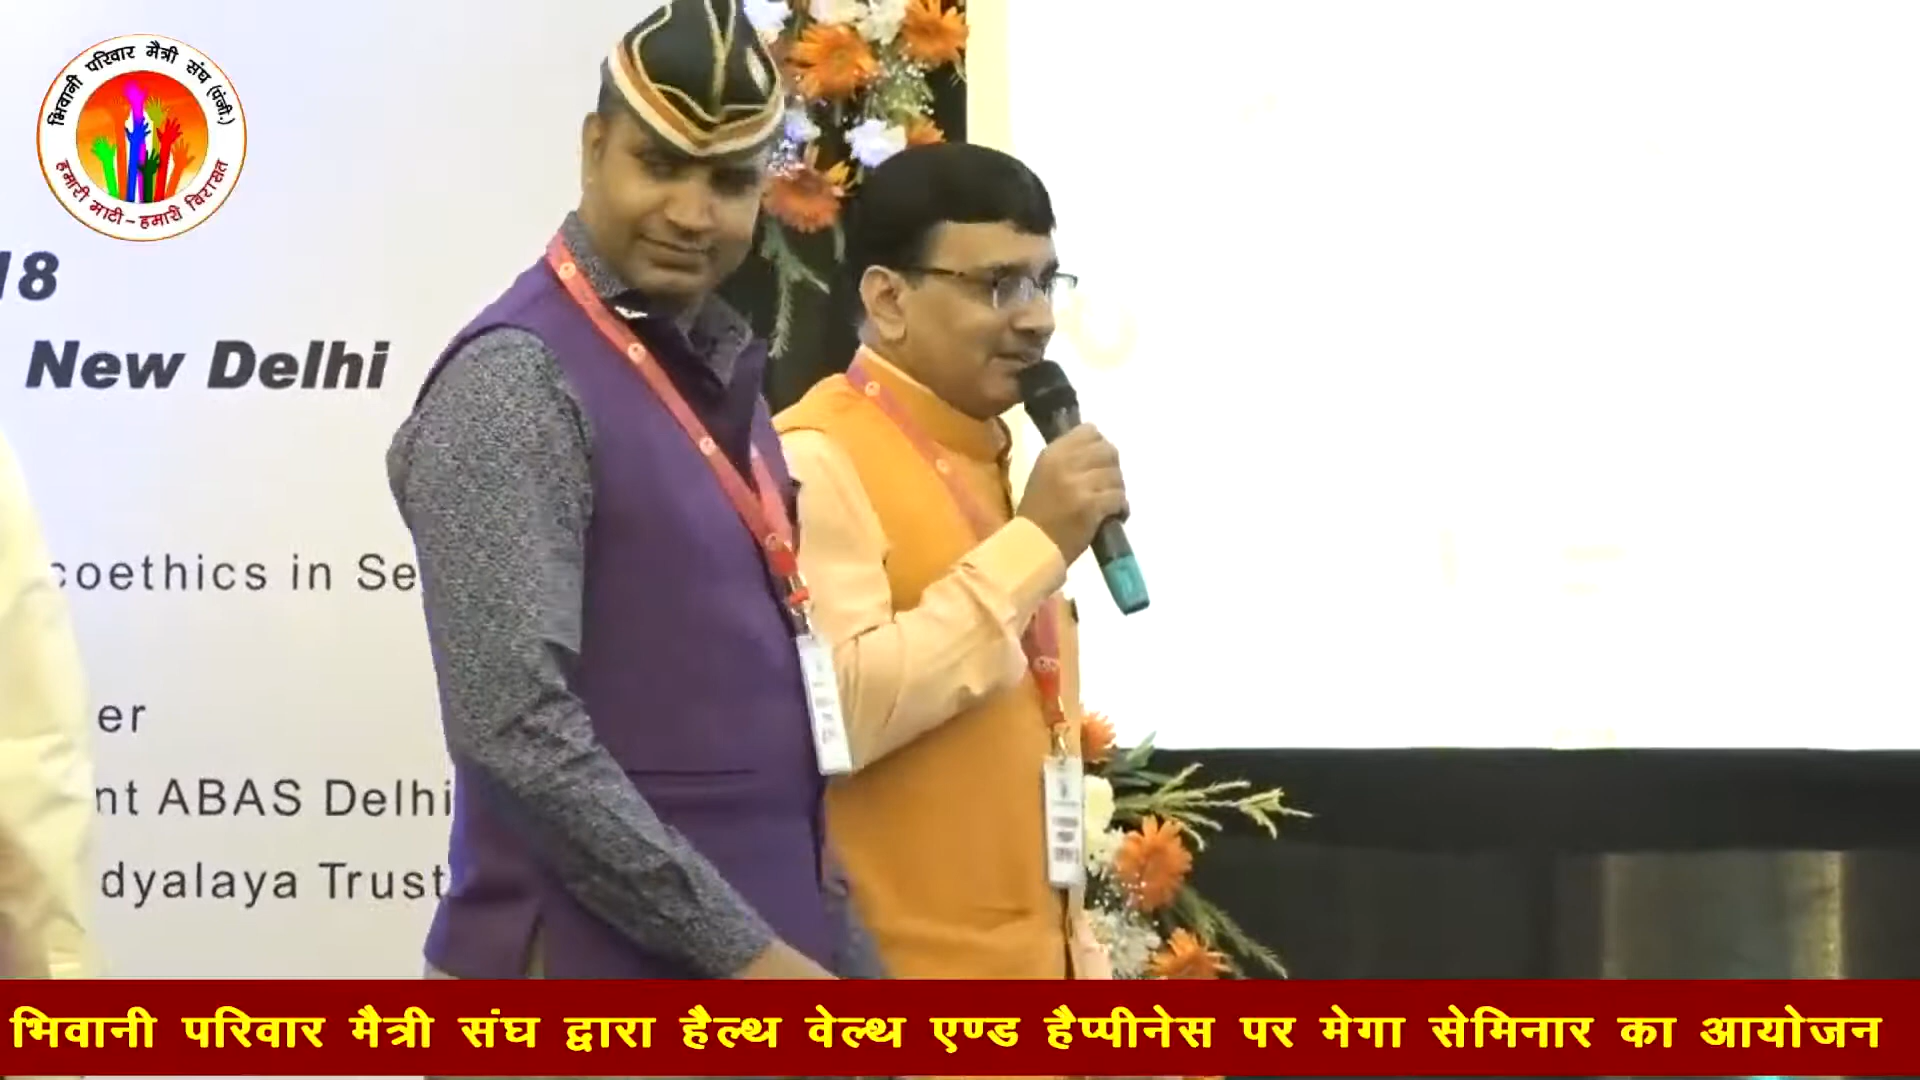 भिवानी परिवार मैत्री संघ (पंजी.)
हमारी माटी - हमारी विरासत
18
New Delhi
coethics in Se
er
nt ABAS Delhi
dyalaya Trust
भिवानी परिवार मैत्री संघ द्वारा हैल्थ वेल्थ एण्ड हैप्पीनेस पर मेगा सेमिनार का आयोजन